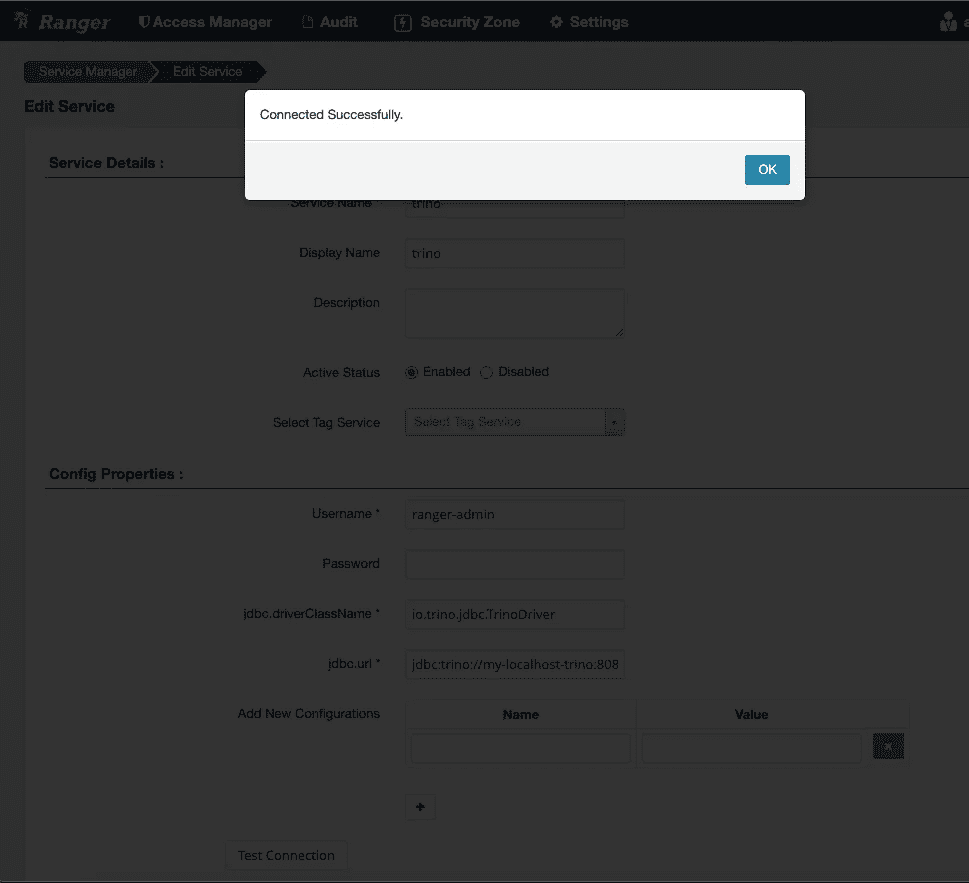 Ranger Access Manager Audit Security Zone Settings
Service Manager Edit Service
Edit Service
Connected Successfully.
OK
Service Details :
Service Name * trino
Display Name trino
Description
Active Status Enabled Disabled
Select Tag Service Select Tag Service
Config Properties :
Username * ranger-admin
Password
jdbc.driverClassName * io.trino.jdbc.TrinoDriver
jdbc.url * jdbc:trino://my-localhost-trino:808
Add New Configurations Name Value
x
+
Test Connection